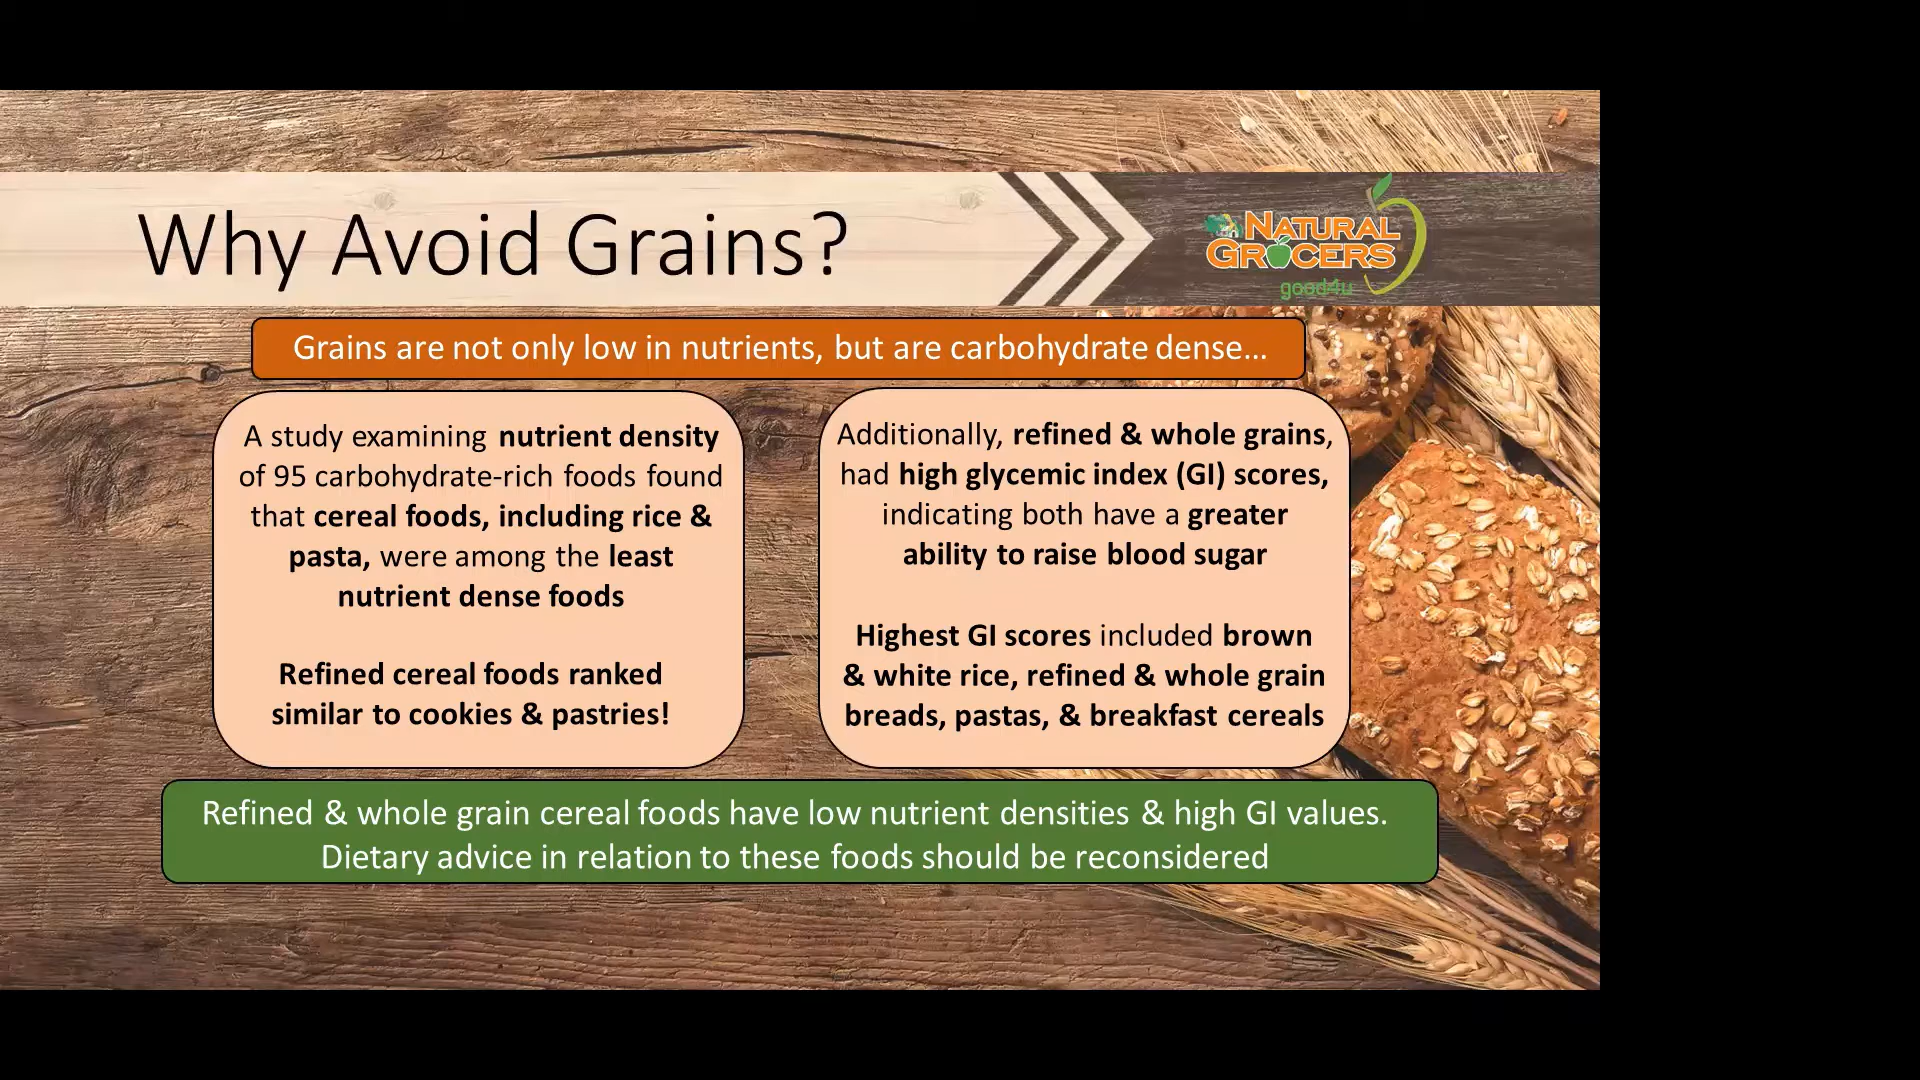 Why Avoid Grains?
NATURAL
GROCERS
good4u
Grains are not only low in nutrients, but are carbohydrate dense...
A study examining nutrient density
of 95 carbohydrate-rich foods found
that cereal foods, including rice &
pasta, were among the least
nutrient dense foods
Refined cereal foods ranked
similar to cookies & pastries!
Additionally, refined & whole grains,
had high glycemic index (GI) scores,
indicating both have a greater
ability to raise blood sugar
Highest GI scores included brown
& white rice, refined & whole grain
breads, pastas, & breakfast cereals
Refined & whole grain cereal foods have low nutrient densities & high GI values.
Dietary advice in relation to these foods should be reconsidered